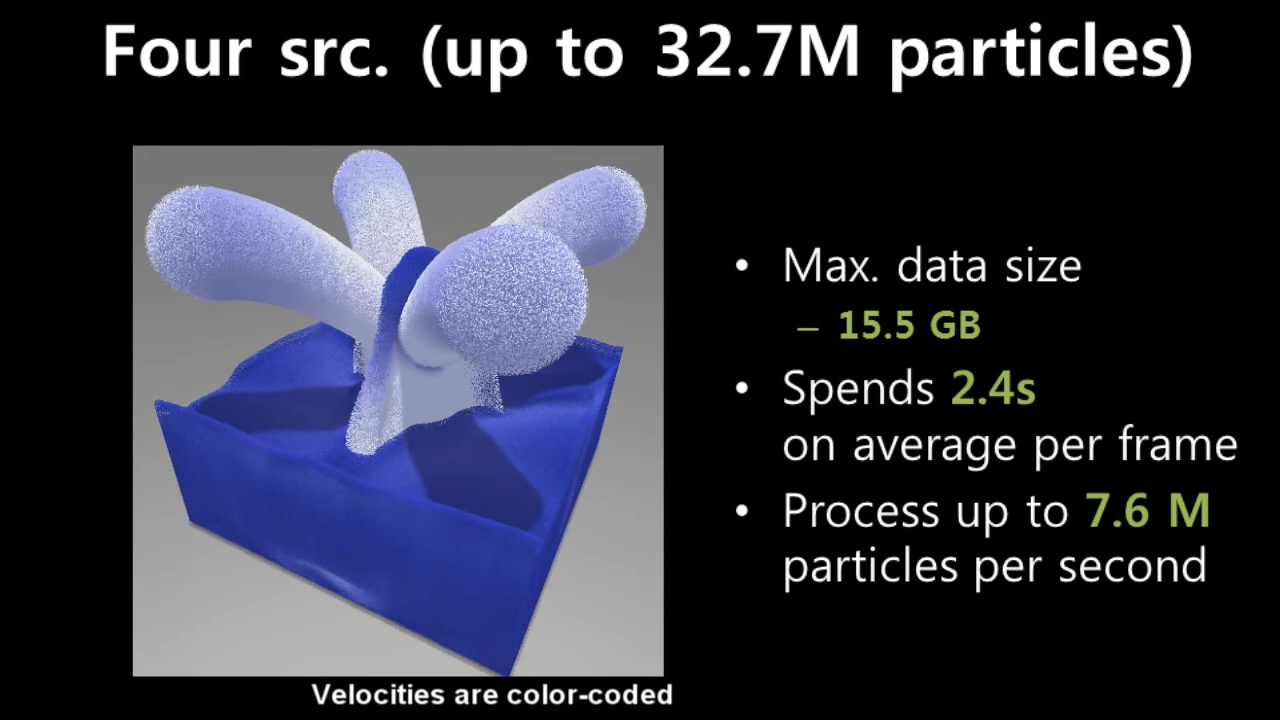 Four src. (up to 32.7M particles)
• Max. data size
– 15.5 GB
• Spends 2.4s
on average per frame
• Process up to 7.6 M
particles per second
Velocities are color-coded